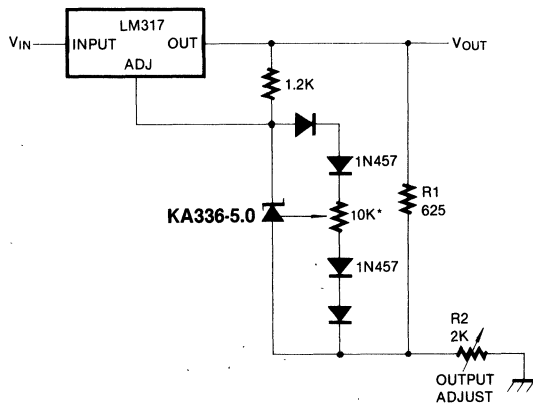 LM317
VIN
INPUT
OUT
VOUT
ADJ
1.2K
1N457
KA336-5.0
10K*
R1
625
1N457
R2
2K
OUTPUT
ADJUST